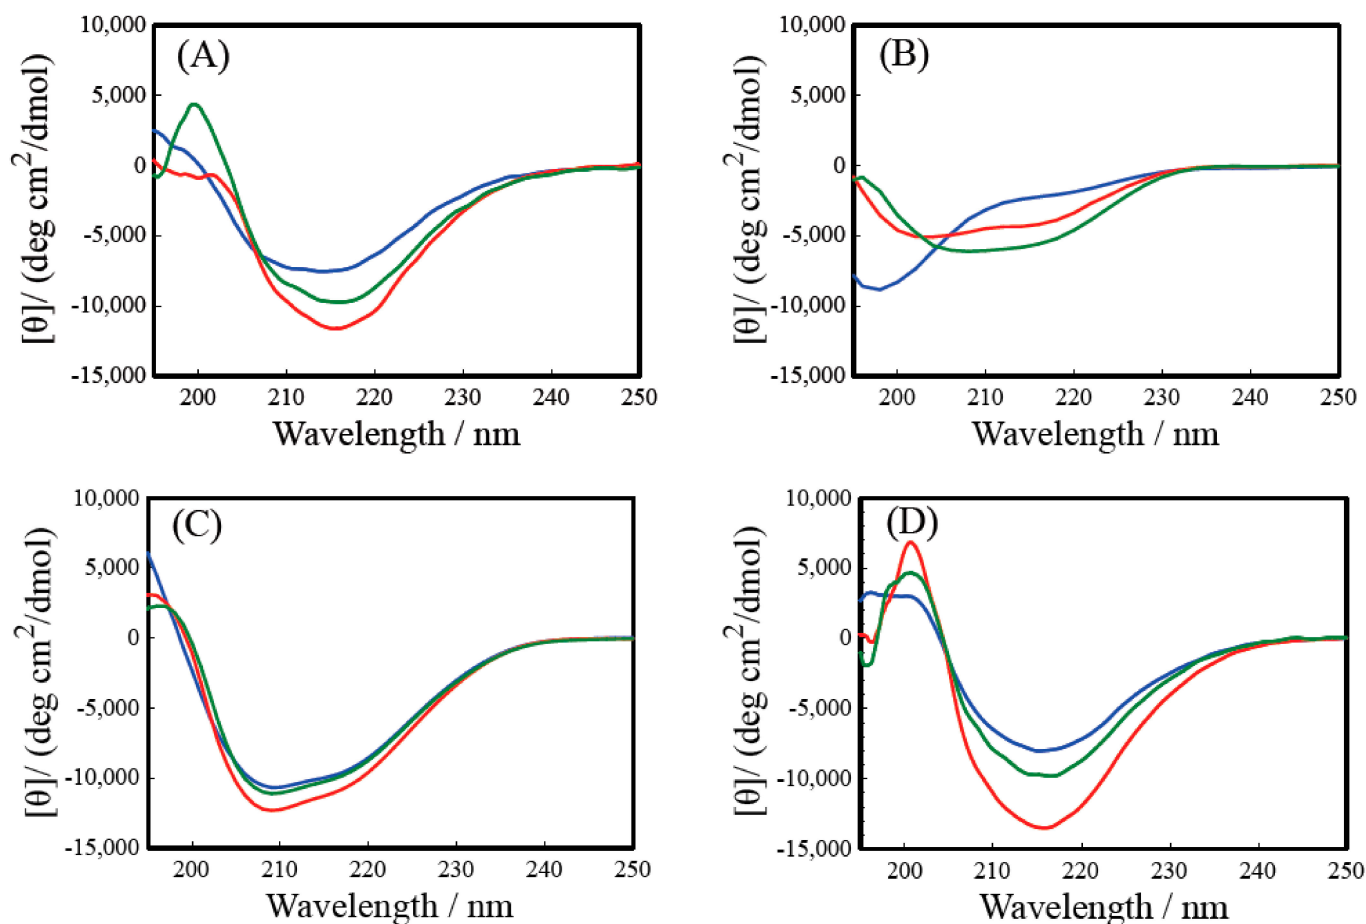 (A)
10,000
5,000
0
-5,000
-10,000
-15,000
[θ]/ (deg cm²/dmol)
200 210 220 230 240 250
Wavelength / nm
(B)
10,000
5,000
0
-5,000
-10,000
-15,000
[θ]/ (deg cm²/dmol)
200 210 220 230 240 250
Wavelength / nm
(C)
10,000
5,000
0
-5,000
-10,000
-15,000
[θ]/ (deg cm²/dmol)
200 210 220 230 240 250
Wavelength / nm
(D)
10,000
5,000
0
-5,000
-10,000
-15,000
[θ]/ (deg cm²/dmol)
200 210 220 230 240 250
Wavelength / nm